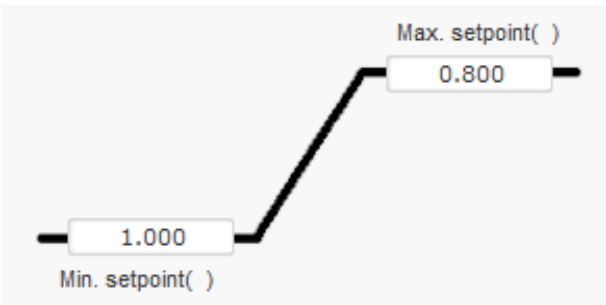 Max. setpoint( )
0.800
1.000
Min. setpoint( )